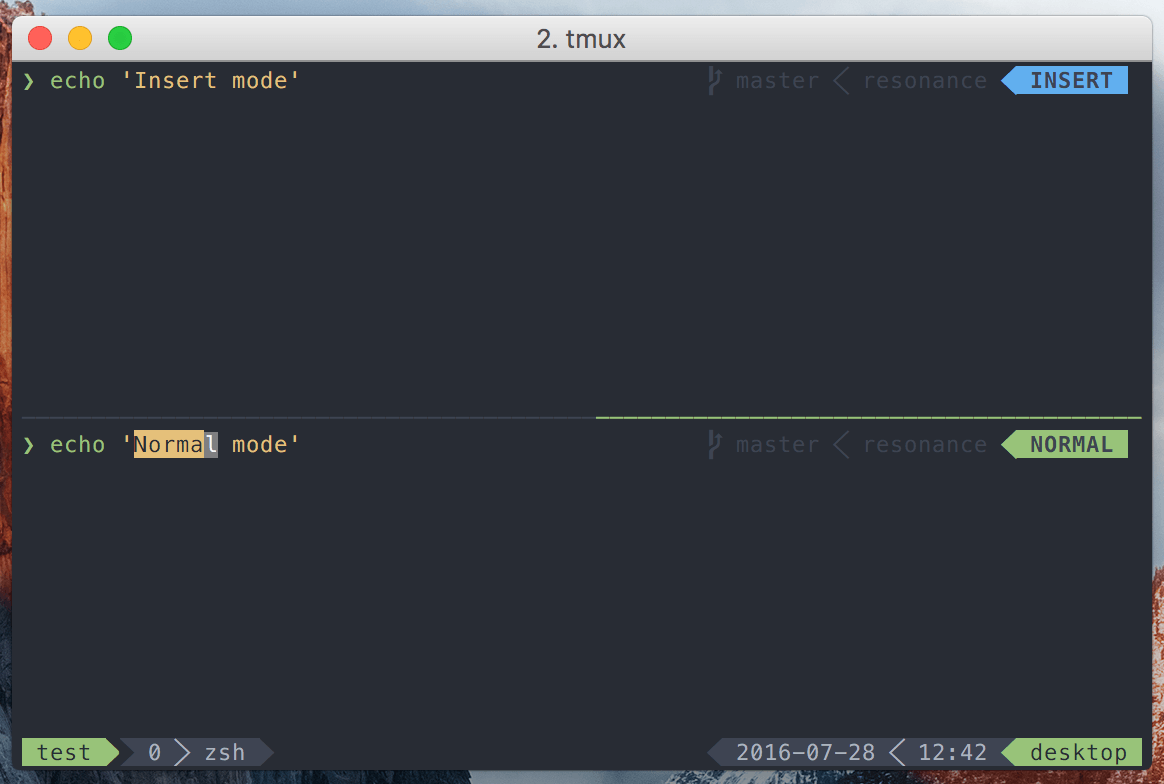 2. tmux
❯ echo 'Insert mode' master resonance INSERT
❯ echo 'Normal mode' master resonance NORMAL
test 0 zsh 2016-07-28 12:42 desktop